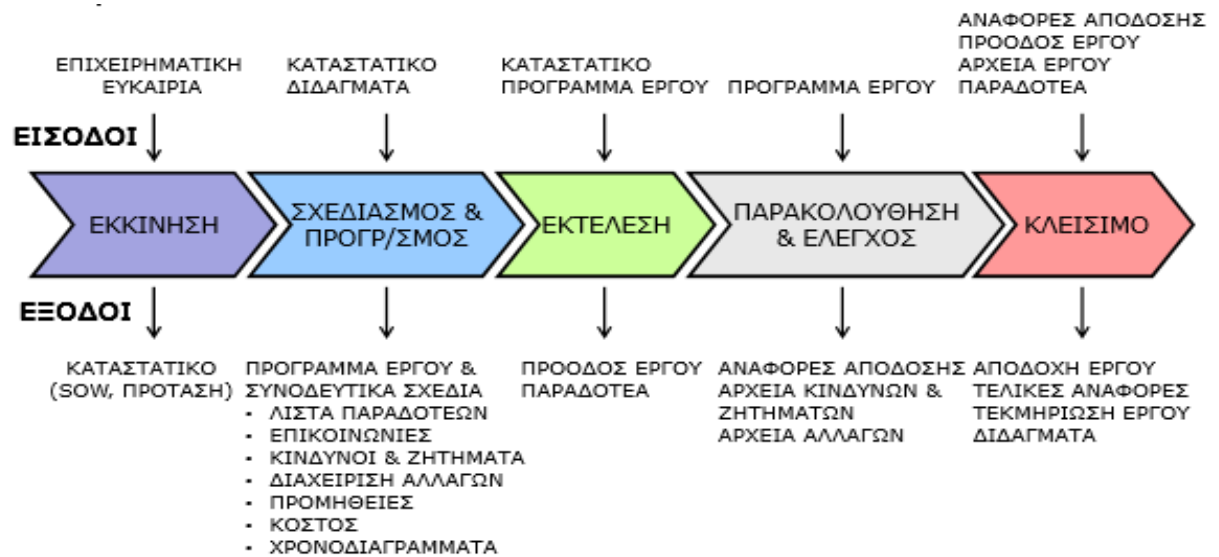 ΕΠΙΧΕΙΡΗΜΑΤΙΚΗ
ΕΥΚΑΙΡΙΑ
ΚΑΤΑΣΤΑΤΙΚΟ
ΔΙΔΑΓΜΑΤΑ
ΚΑΤΑΣΤΑΤΙΚΟ
ΠΡΟΓΡΑΜΜΑ ΕΡΓΟΥ
ΠΡΟΓΡΑΜΜΑ ΕΡΓΟΥ
ΑΝΑΦΟΡΕΣ ΑΠΟΔΟΣΗΣ
ΠΡΟΟΔΟΣ ΕΡΓΟΥ
ΑΡΧΕΙΑ ΕΡΓΟΥ
ΠΑΡΑΔΟΤΕΑ
ΕΙΣΟΔΟΙ
ΕΚΚΙΝΗΣΗ
ΣΧΕΔΙΑΣΜΟΣ &
ΠΡΟΓΡ/ΣΜΟΣ
ΕΚΤΕΛΕΣΗ
ΠΑΡΑΚΟΛΟΥΘΗΣΗ
& ΕΛΕΓΧΟΣ
ΚΛΕΙΣΙΜΟ
ΕΞΟΔΟΙ
ΚΑΤΑΣΤΑΤΙΚΟ
(SOW, ΠΡΟΤΑΣΗ)
ΠΡΟΓΡΑΜΜΑ ΕΡΓΟΥ &
ΣΥΝΟΔΕΥΤΙΚΑ ΣΧΕΔΙΑ
- ΛΙΣΤΑ ΠΑΡΑΔΟΤΕΩΝ
- ΕΠΙΚΟΙΝΩΝΙΕΣ
- ΚΙΝΔΥΝΟΙ & ΖΗΤΗΜΑΤΑ
- ΔΙΑΧΕΙΡΙΣΗ ΑΛΛΑΓΩΝ
- ΠΡΟΜΗΘΕΙΕΣ
- ΚΟΣΤΟΣ
- ΧΡΟΝΟΔΙΑΓΡΑΜΜΑΤΑ
ΠΡΟΟΔΟΣ ΕΡΓΟΥ
ΠΑΡΑΔΟΤΕΑ
ΑΝΑΦΟΡΕΣ ΑΠΟΔΟΣΗΣ
ΑΡΧΕΙΑ ΚΙΝΔΥΝΩΝ &
ΖΗΤΗΜΑΤΩΝ
ΑΡΧΕΙΑ ΑΛΛΑΓΩΝ
ΑΠΟΔΟΧΗ ΕΡΓΟΥ
ΤΕΛΙΚΕΣ ΑΝΑΦΟΡΕΣ
ΤΕΚΜΗΡΙΩΣΗ ΕΡΓΟΥ
ΔΙΔΑΓΜΑΤΑ